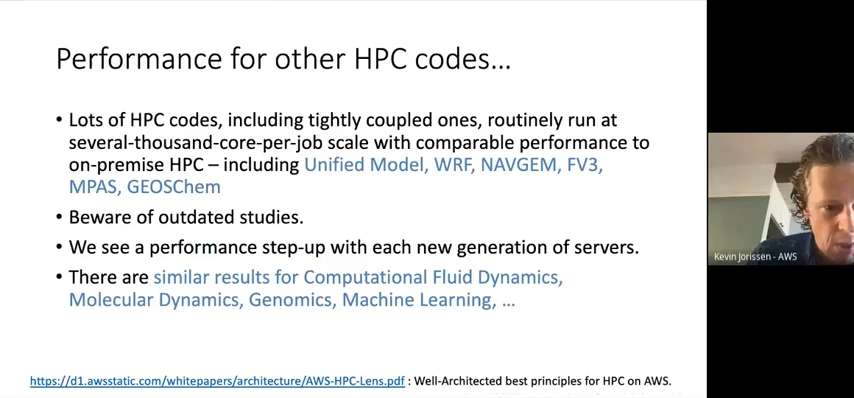 Performance for other HPC codes…
• Lots of HPC codes, including tightly coupled ones, routinely run at
several-thousand-core-per-job scale with comparable performance to
on-premise HPC – including Unified Model, WRF, NAVGEM, FV3,
MPAS, GEOSChem
• Beware of outdated studies.
• We see a performance step-up with each new generation of servers.
• There are similar results for Computational Fluid Dynamics,
Molecular Dynamics, Genomics, Machine Learning, …
https://d1.awsstatic.com/whitepapers/architecture/AWS-HPC-Lens.pdf : Well-Architected best principles for HPC on AWS.
Kevin Jorissen - AWS